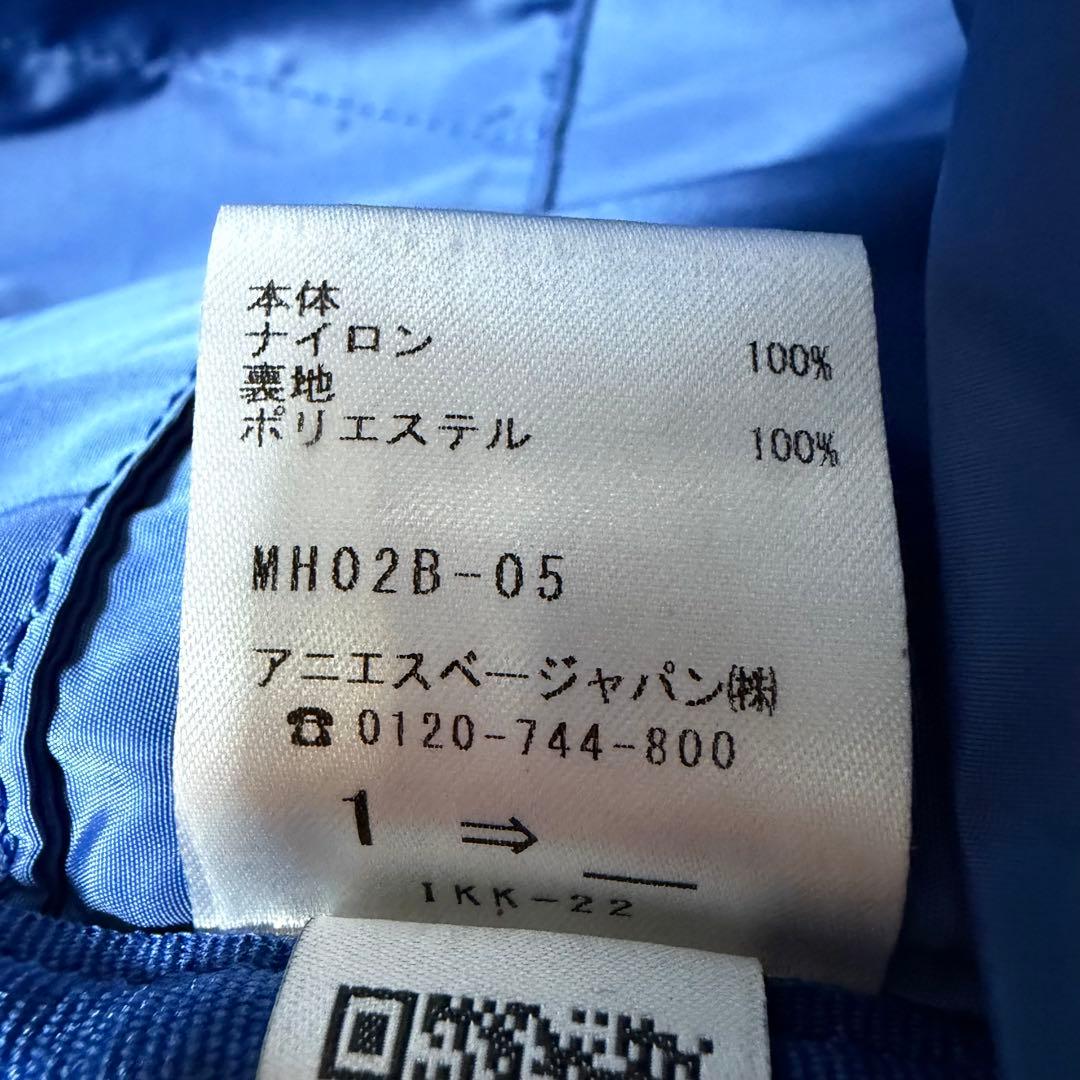 本体
ナイロン 100%
裏地
ポリエステル 100%
MH02B-05
アニエスベージャパン㈱
☎0120-744-800
1 ⇒
IKK-22